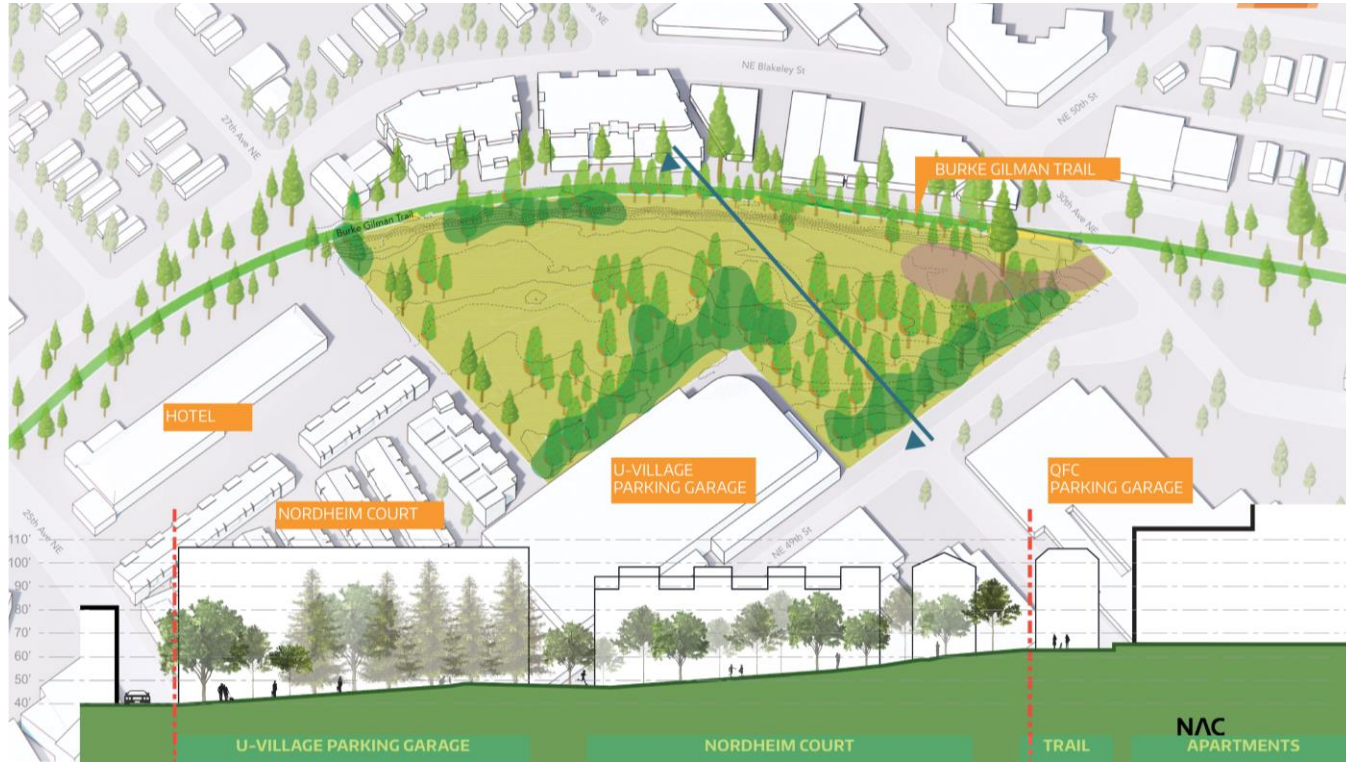 NE Blakeley St
27th Ave NE
NE 50th St
BURKE GILMAN TRAIL
30th Ave NE
Burke Gilman Trail
HOTEL
U-VILLAGE
PARKING GARAGE
QFC
PARKING GARAGE
NORDHEIM COURT
25th Ave NE
NE 49th St
110'
100'
90'
80'
70'
60'
50'
40'
NAC
U-VILLAGE PARKING GARAGE
NORDHEIM COURT
TRAIL
APARTMENTS